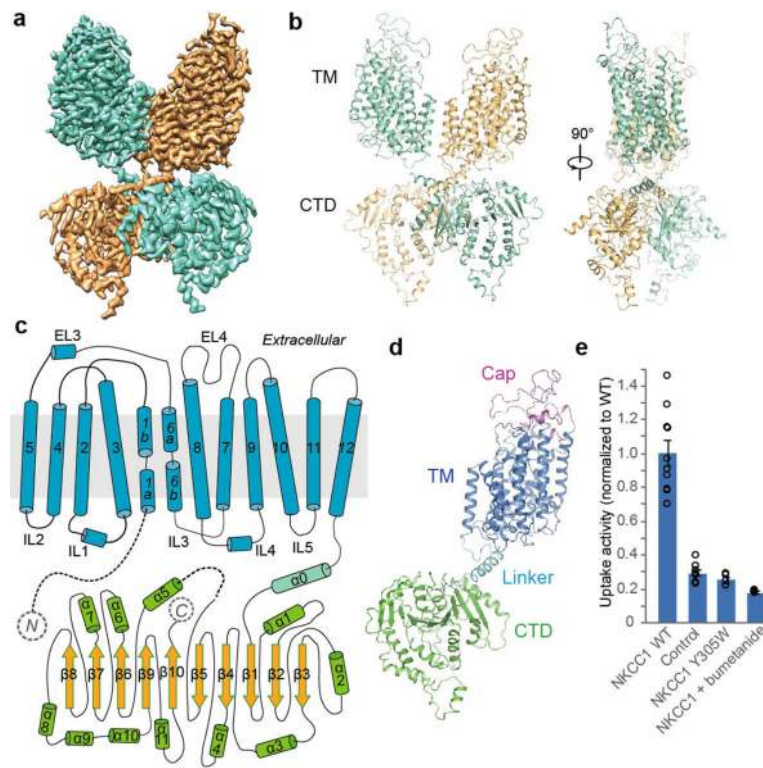 a
b
TM
CTD
90°
c
EL3
EL4
Extracellular
5
4
2
3
1b
1a
6a
6b
8
7
9
10
11
12
IL2
IL1
IL3
IL4
IL5
N
C
α0
α7
α6
α5
α1
α2
β8
β7
β6
β9
β10
β5
β4
β1
β2
β3
α8
α9
α10
α11
α4
α3
d
Cap
TM
Linker
CTD
e
Uptake activity (normalized to WT)
1.4
1.2
1.0
0.8
0.6
0.4
0.2
0
NKCC1 WT
Control
NKCC1 Y305W
NKCC1 + bumetanide